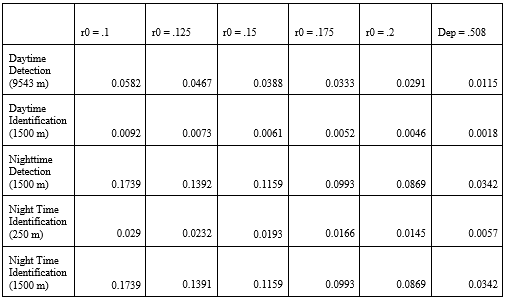 r0 = .1 r0 = .125 r0 = .15 r0 = .175 r0 = .2 Dep = .508
Daytime
Detection
(9543 m) 0.0582 0.0467 0.0388 0.0333 0.0291 0.0115
Daytime
Identification
(1500 m) 0.0092 0.0073 0.0061 0.0052 0.0046 0.0018
Nighttime
Detection
(1500 m) 0.1739 0.1392 0.1159 0.0993 0.0869 0.0342
Night Time
Identification
(250 m) 0.029 0.0232 0.0193 0.0166 0.0145 0.0057
Night Time
Identification
(1500 m) 0.1739 0.1391 0.1159 0.0993 0.0869 0.0342